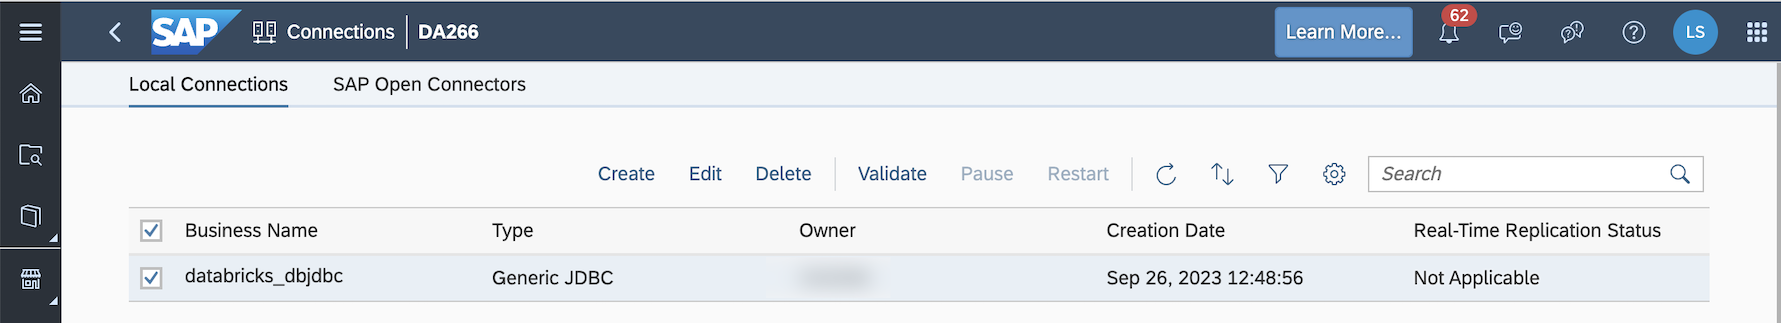 SAP Connections DA266 Learn More... 62 LS
Local Connections SAP Open Connectors
Create Edit Delete Validate Pause Restart Search
Business Name Type Owner Creation Date Real-Time Replication Status
databricks_dbjdbc Generic JDBC Sep 26, 2023 12:48:56 Not Applicable